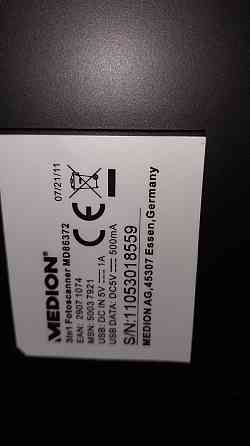 MEDION®
3in1 Fotoscanner MD86372
EAN: 2907 1074
MSN: 5003 7921
USB: DC IN 5V ⎓ 1A
USB DATA: DC5V ⎓ 500mA
S/N:11053018559
MEDION AG,45307 Essen,Germany
07/21/11
CE